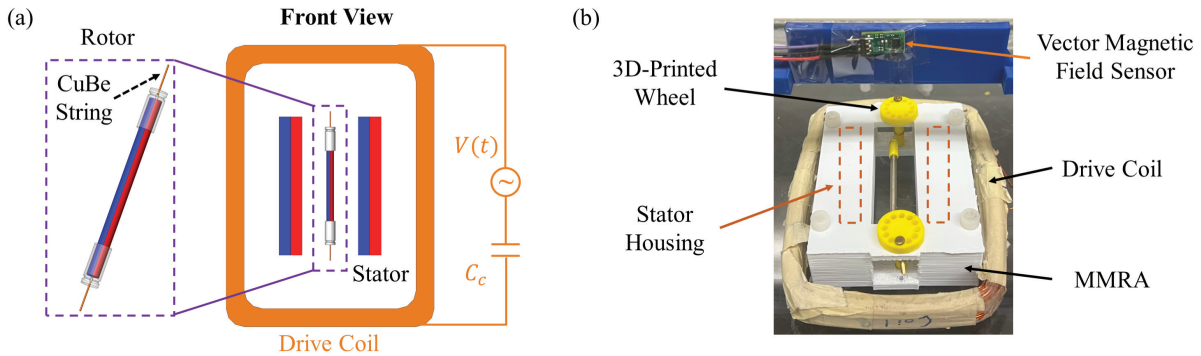 (a)
Front View
Rotor
CuBe
String
V(t)
C_c
Stator
Drive Coil
(b)
3D-Printed
Wheel
Vector Magnetic
Field Sensor
Drive Coil
Stator
Housing
MMRA
Coil